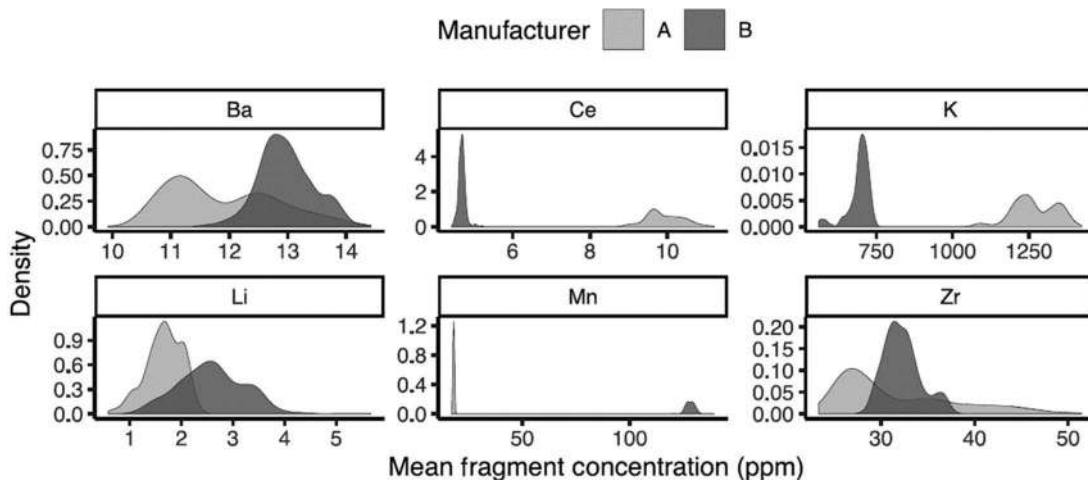 Manufacturer A B
Ba Ce K
0.75 0.50 0.25 0.00
4 2 0
0.015 0.010 0.005 0.000
10 11 12 13 14
6 8 10
750 1000 1250
Density
Li Mn Zr
0.9 0.6 0.3 0.0
1.2 0.8 0.4 0.0
0.20 0.15 0.10 0.05 0.00
1 2 3 4 5
50 100
30 40 50
Mean fragment concentration (ppm)